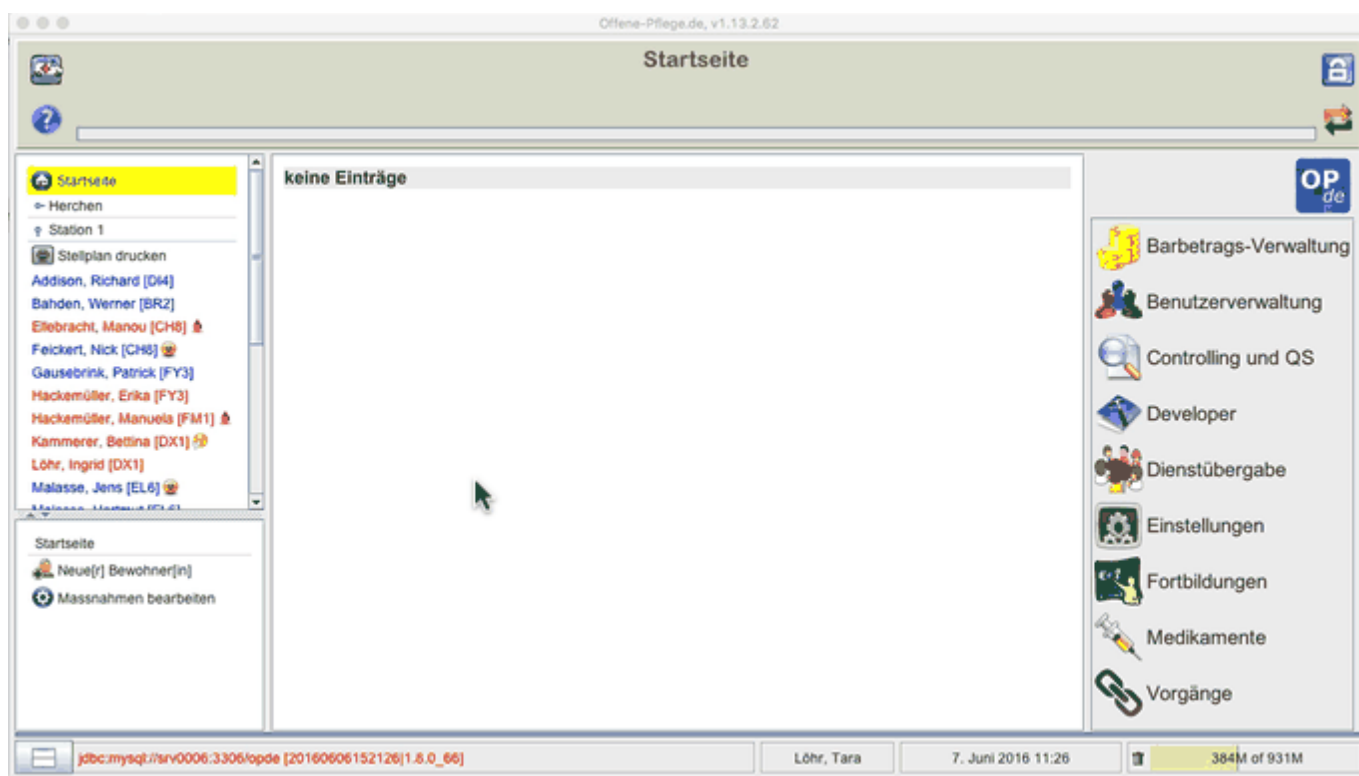 Offene-Pflege.de, v1.13.2.62
Startseite
Startseite
Herchen
Station 1
Stellplan drucken
Addison, Richard [DI4]
Bahden, Werner [BR2]
Ellebracht, Manou [CH8]
Feickert, Nick [CH8]
Gausebrink, Patrick [FY3]
Hackemüller, Erika [FY3]
Hackemüller, Manuela [FM1]
Kammerer, Bettina [DX1]
Löhr, Ingrid [DX1]
Malasse, Jens [EL6]
Malasse, Hartmut [EL6]
Startseite
Neue[r] Bewohner[in]
Massnahmen bearbeiten
keine Einträge
OP
de
Barbetrags-Verwaltung
Benutzerverwaltung
Controlling und QS
Developer
Dienstübergabe
Einstellungen
Fortbildungen
Medikamente
Vorgänge
jdbc:mysql://srv0006:3306/opde [20160606152126|1.8.0_66]
Löhr, Tara
7. Juni 2016 11:26
384M of 931M